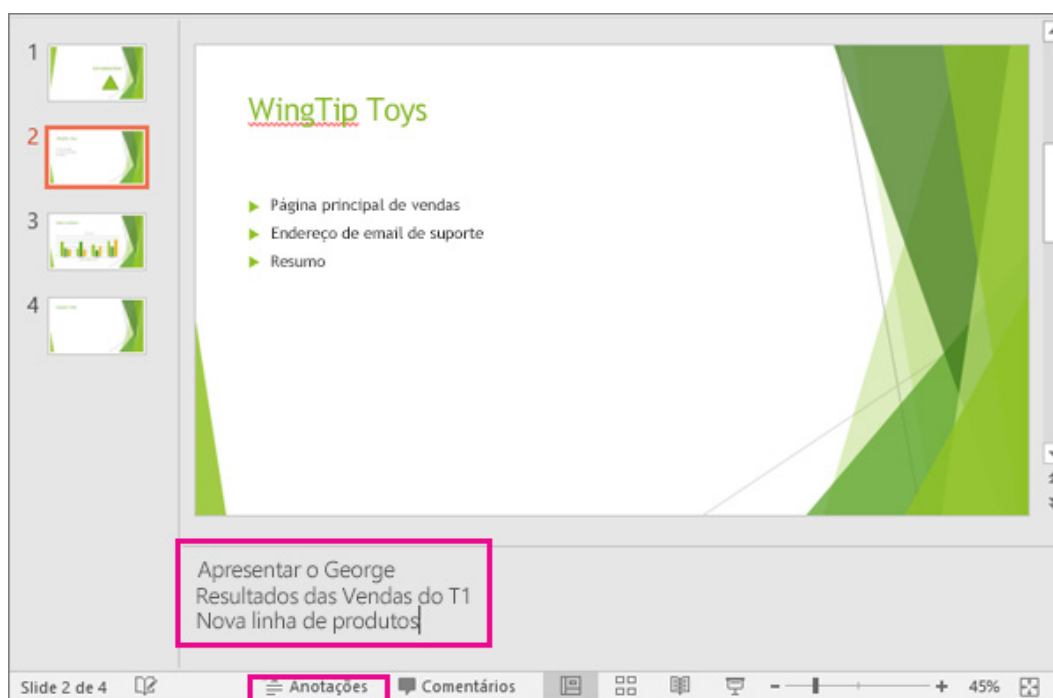 1
2
3
4
WingTip Toys
Página principal de vendas
Endereço de email de suporte
Resumo
Apresentar o George
Resultados das Vendas do T1
Nova linha de produtos
Slide 2 de 4 Anotações Comentários 45%